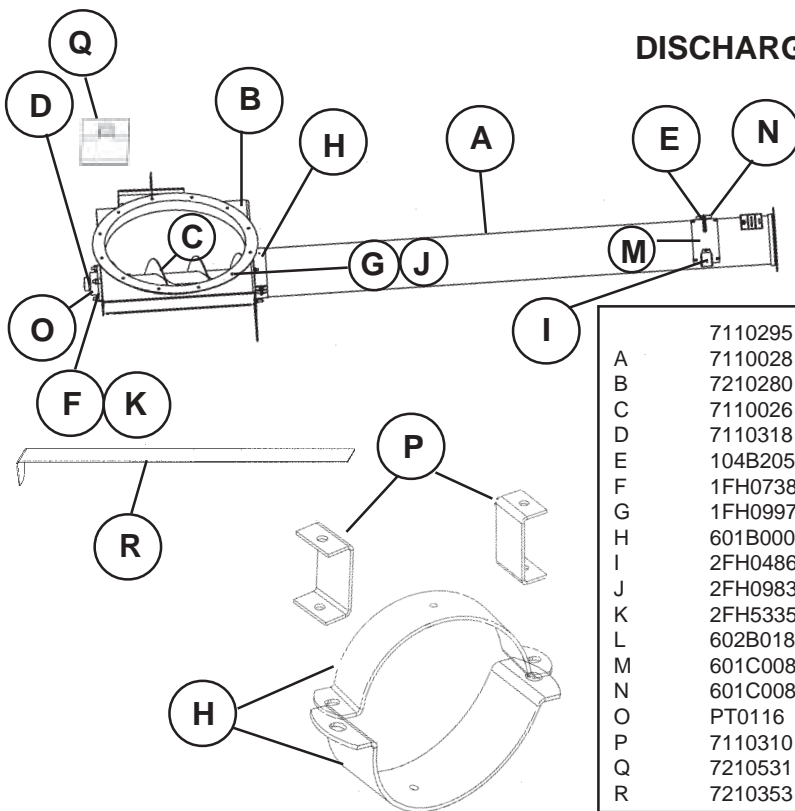 DISCHARG
Q
D
B
H
A
E
N
C
G
J
M
O
I
F
K
P
R
H
7110295
A 7110028
B 7210280
C 7110026
D 7110318
E 104B205
F 1FH0738
G 1FH0997
H 601B000
I 2FH0486
J 2FH0983
K 2FH5335
L 602B018
M 601C008
N 601C008
O PT0116
P 7110310
Q 7210531
R 7210353